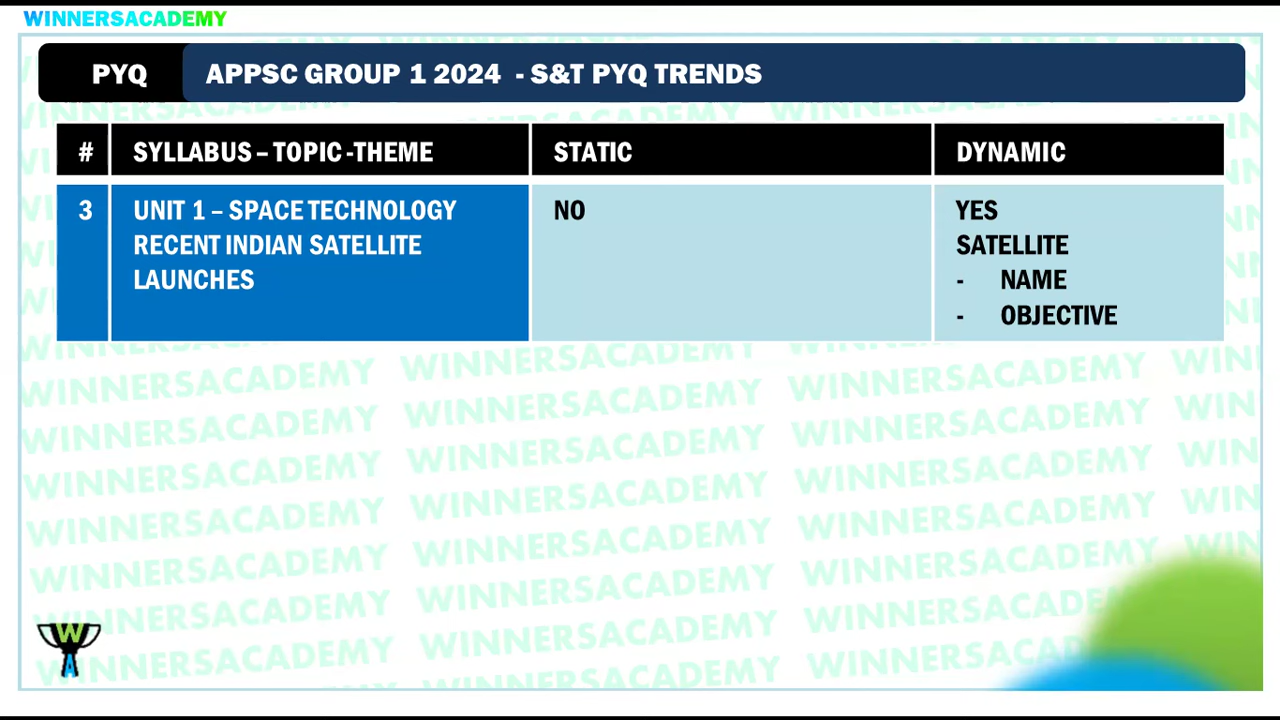 WINNERSACADEMY
PYQ APPSC GROUP 1 2024 - S&T PYQ TRENDS
# SYLLABUS – TOPIC -THEME STATIC DYNAMIC
3 UNIT 1 – SPACE TECHNOLOGY NO YES
RECENT INDIAN SATELLITE SATELLITE
LAUNCHES - NAME
- OBJECTIVE
WA